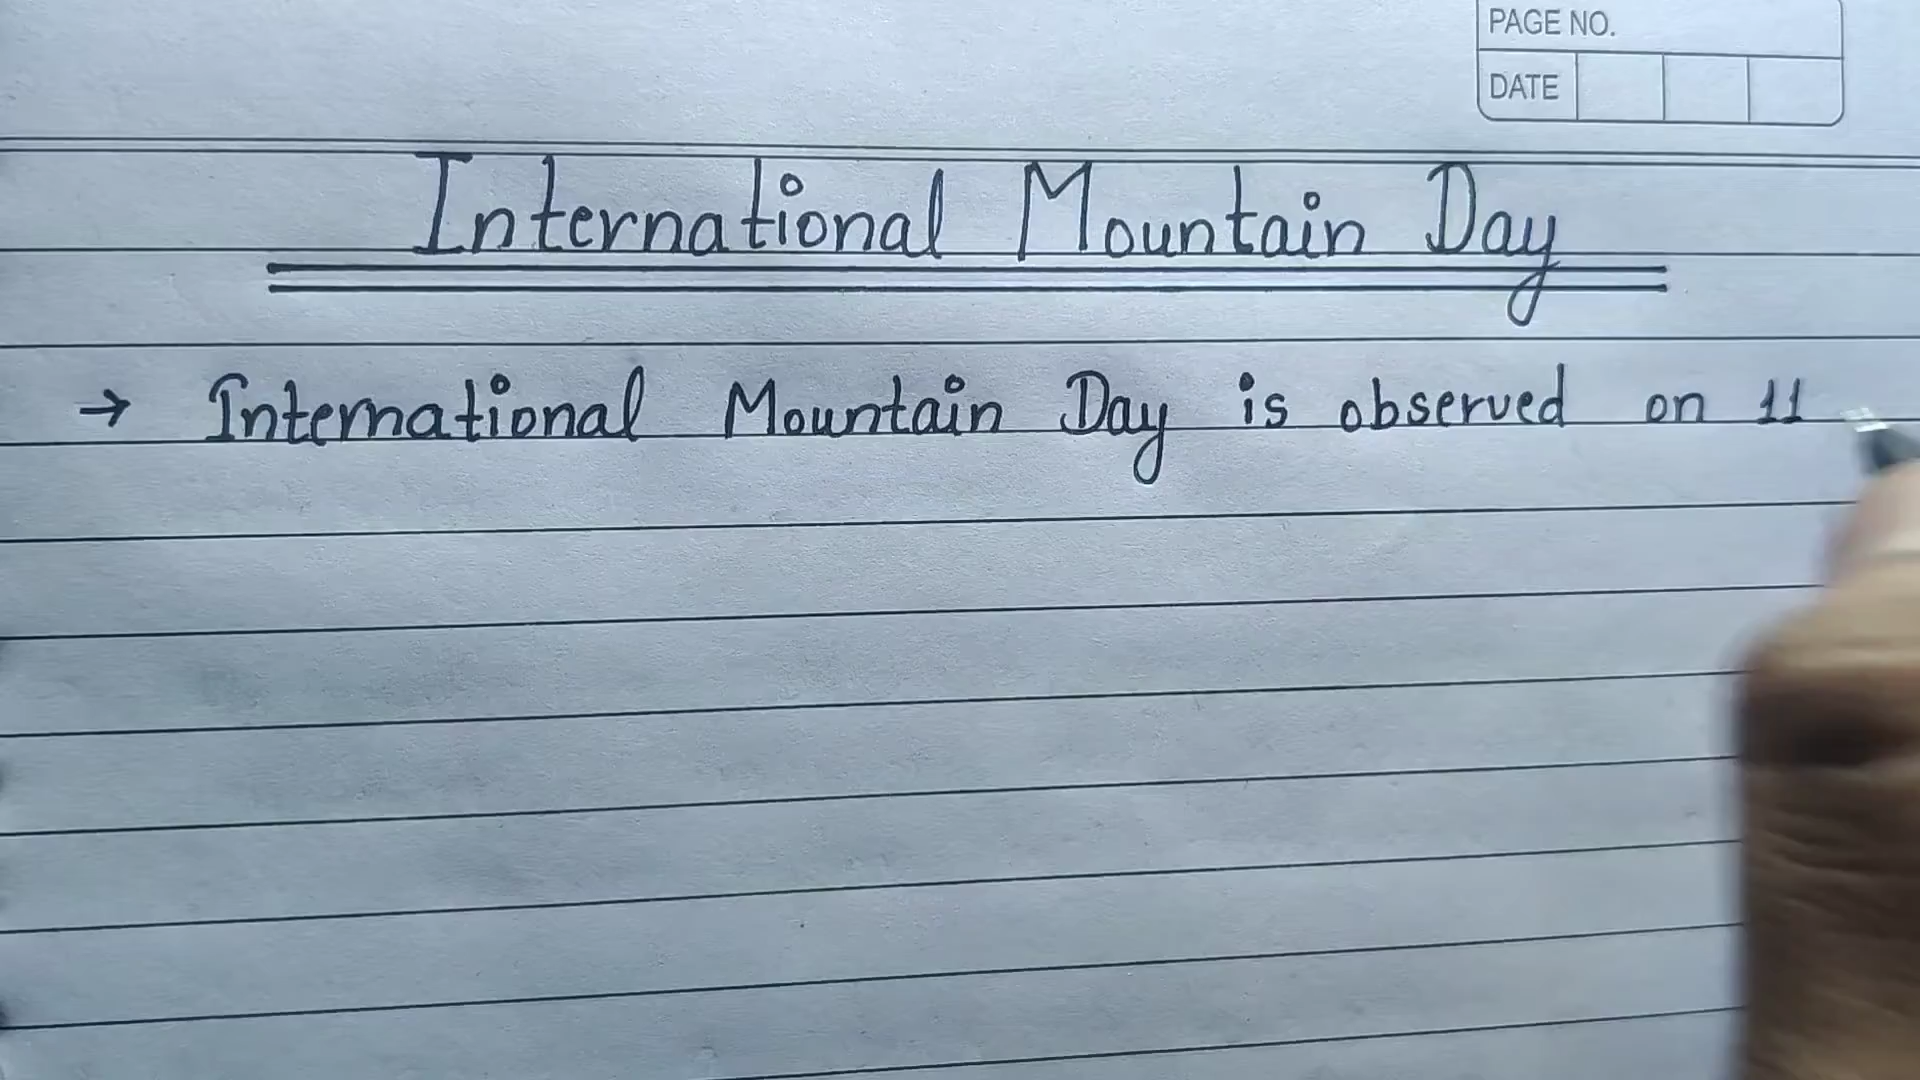 PAGE NO.
DATE
International Mountain Day
→ International Mountain Day is observed on 11